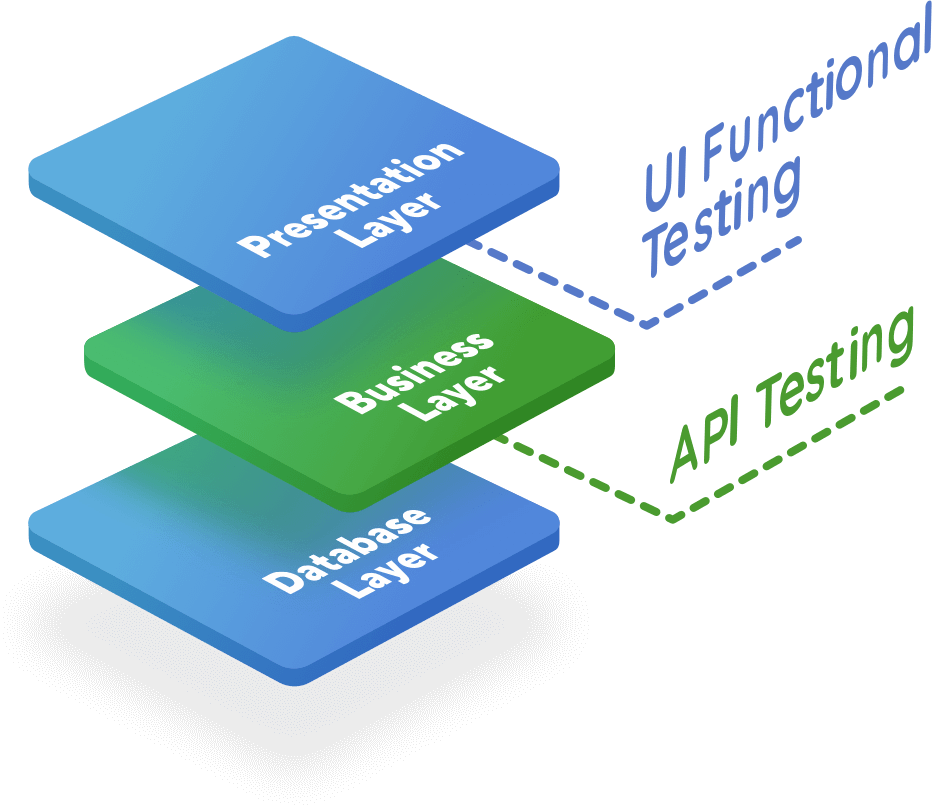 Presentation
Layer
UI Functional
Testing
Business
Layer
API Testing
Database
Layer